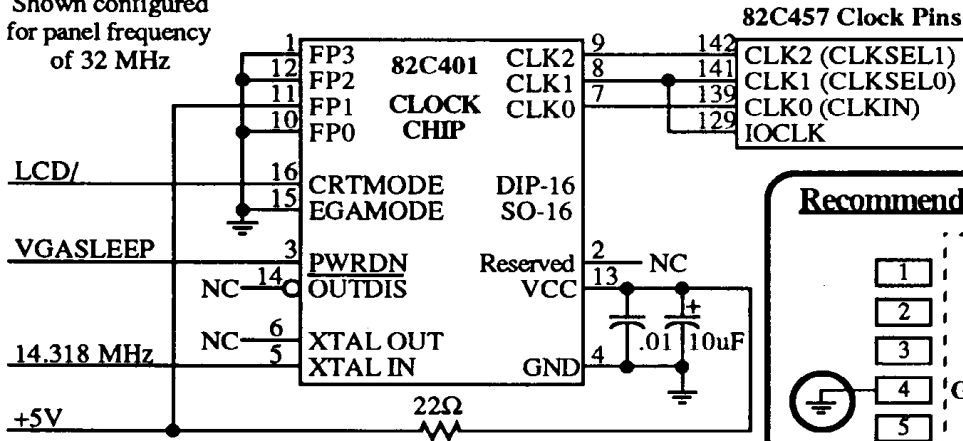 Shown configured
for panel frequency
of 32 MHz
82C457 Clock Pins
1 FP3
12 FP2
11 FP1
10 FP0
82C401
CLOCK
CHIP
CLK2 9
CLK1 8
CLK0 7
142 CLK2 (CLKSEL1)
141 CLK1 (CLKSEL0)
139 CLK0 (CLKIN)
129 IOCLK
LCD/ 16 CRTMODE
15 EGAMODE
DIP-16
SO-16
VGASLEEP 3 PWRDN
NC 14 OUTDIS
Reserved 2 NC
VCC 13
NC 6 XTAL OUT
14.318 MHz 5 XTAL IN
GND 4
+
.01 10uF
+5V
22Ω
Recommend
1
2
3
4
5